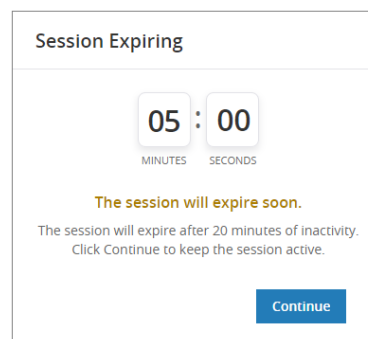 Session Expiring
05 : 00
MINUTES SECONDS
The session will expire soon.
The session will expire after 20 minutes of inactivity.
Click Continue to keep the session active.
Continue